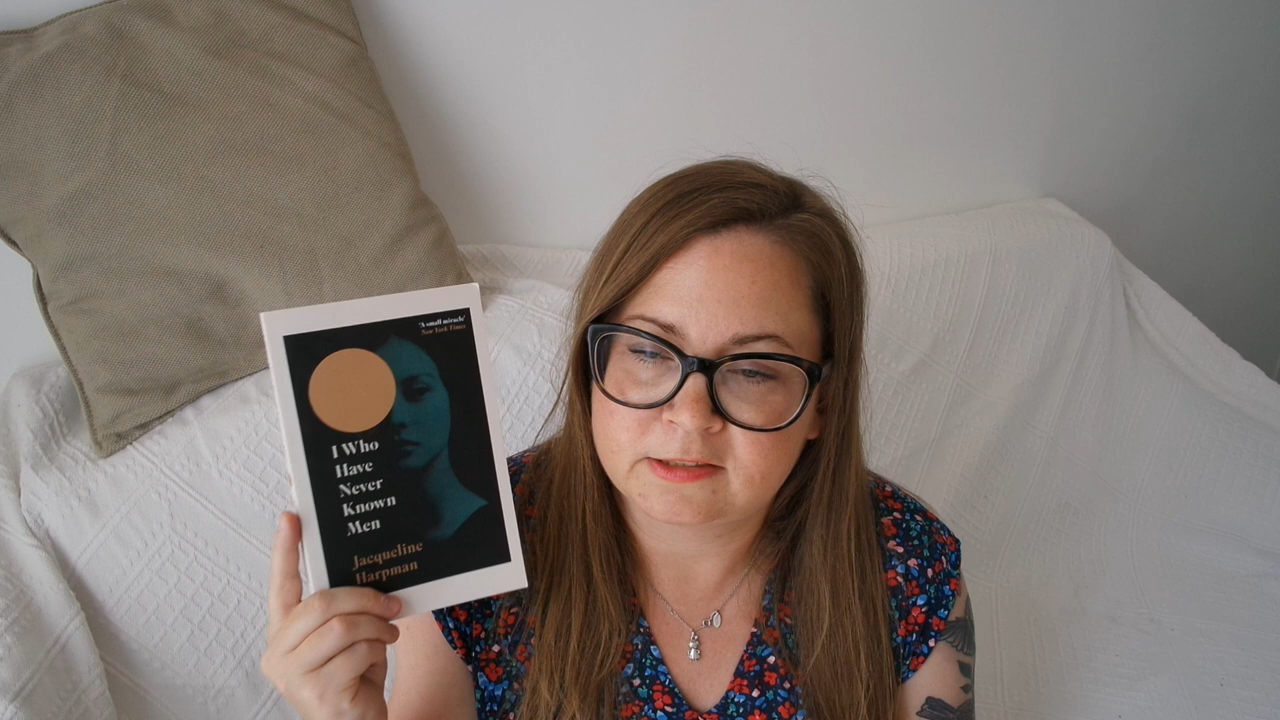 'A small miracle'
New York Times
I Who
Have
Never
Known
Men
Jacqueline
Harpman